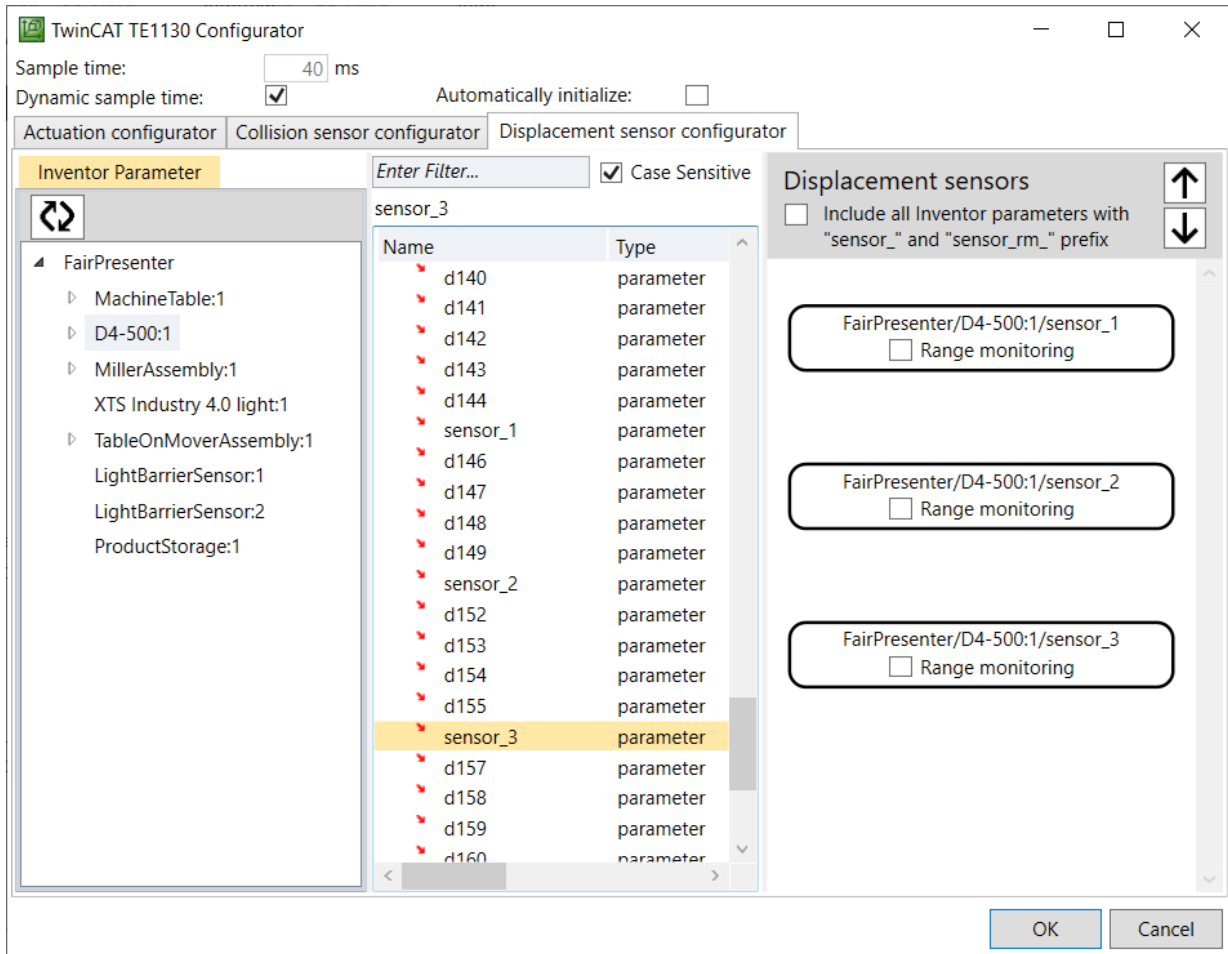 TwinCAT TE1130 Configurator
Sample time: 40 ms
Dynamic sample time: Automatically initialize:
Actuation configurator Collision sensor configurator Displacement sensor configurator
Inventor Parameter
FairPresenter
MachineTable:1
D4-500:1
MillerAssembly:1
XTS Industry 4.0 light:1
TableOnMoverAssembly:1
LightBarrierSensor:1
LightBarrierSensor:2
ProductStorage:1
Enter Filter... Case Sensitive
sensor_3
Name Type
d140 parameter
d141 parameter
d142 parameter
d143 parameter
d144 parameter
sensor_1 parameter
d146 parameter
d147 parameter
d148 parameter
d149 parameter
sensor_2 parameter
d152 parameter
d153 parameter
d154 parameter
d155 parameter
sensor_3 parameter
d157 parameter
d158 parameter
d159 parameter
d160 parameter
Displacement sensors
Include all Inventor parameters with
"sensor_" and "sensor_rm_" prefix
FairPresenter/D4-500:1/sensor_1
Range monitoring
FairPresenter/D4-500:1/sensor_2
Range monitoring
FairPresenter/D4-500:1/sensor_3
Range monitoring
OK Cancel